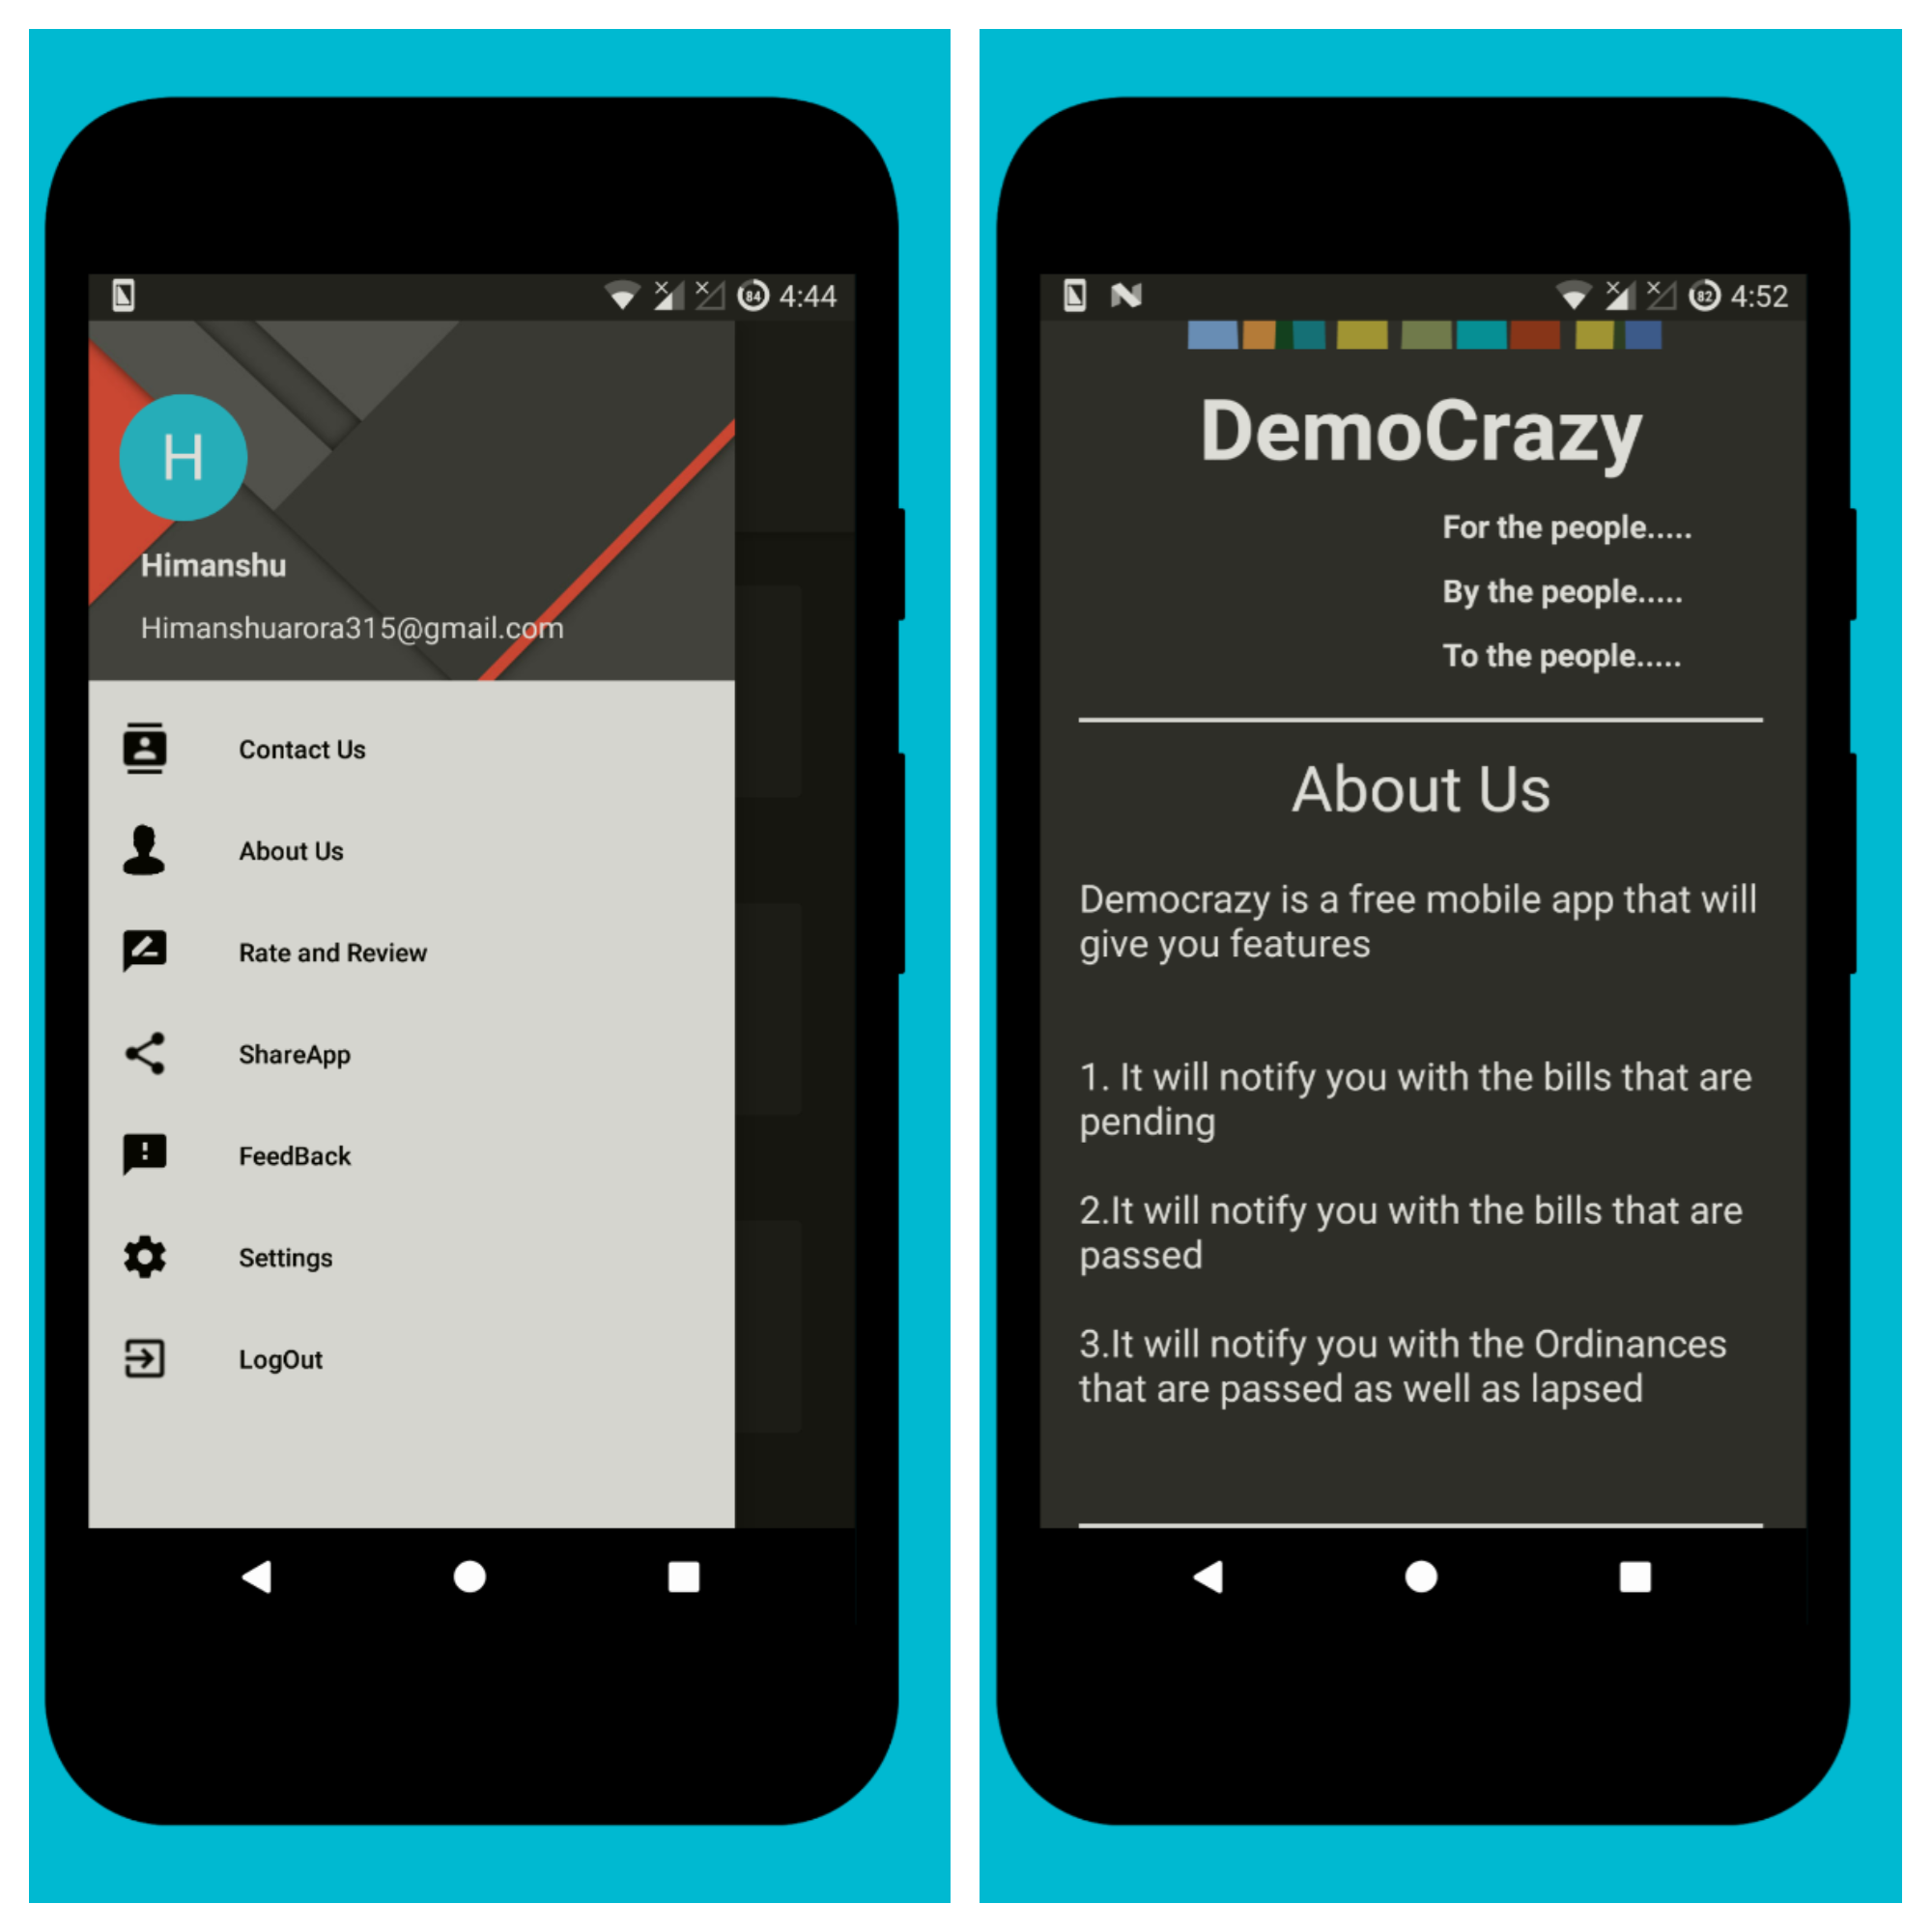 84 4:44
H
Himanshu
Himanshuarora315@gmail.com
Contact Us
About Us
Rate and Review
ShareApp
FeedBack
Settings
LogOut
82 4:52
DemoCrazy
For the people.....
By the people.....
To the people.....
About Us
Democrazy is a free mobile app that will
give you features
1. It will notify you with the bills that are
pending
2.It will notify you with the bills that are
passed
3.It will notify you with the Ordinances
that are passed as well as lapsed